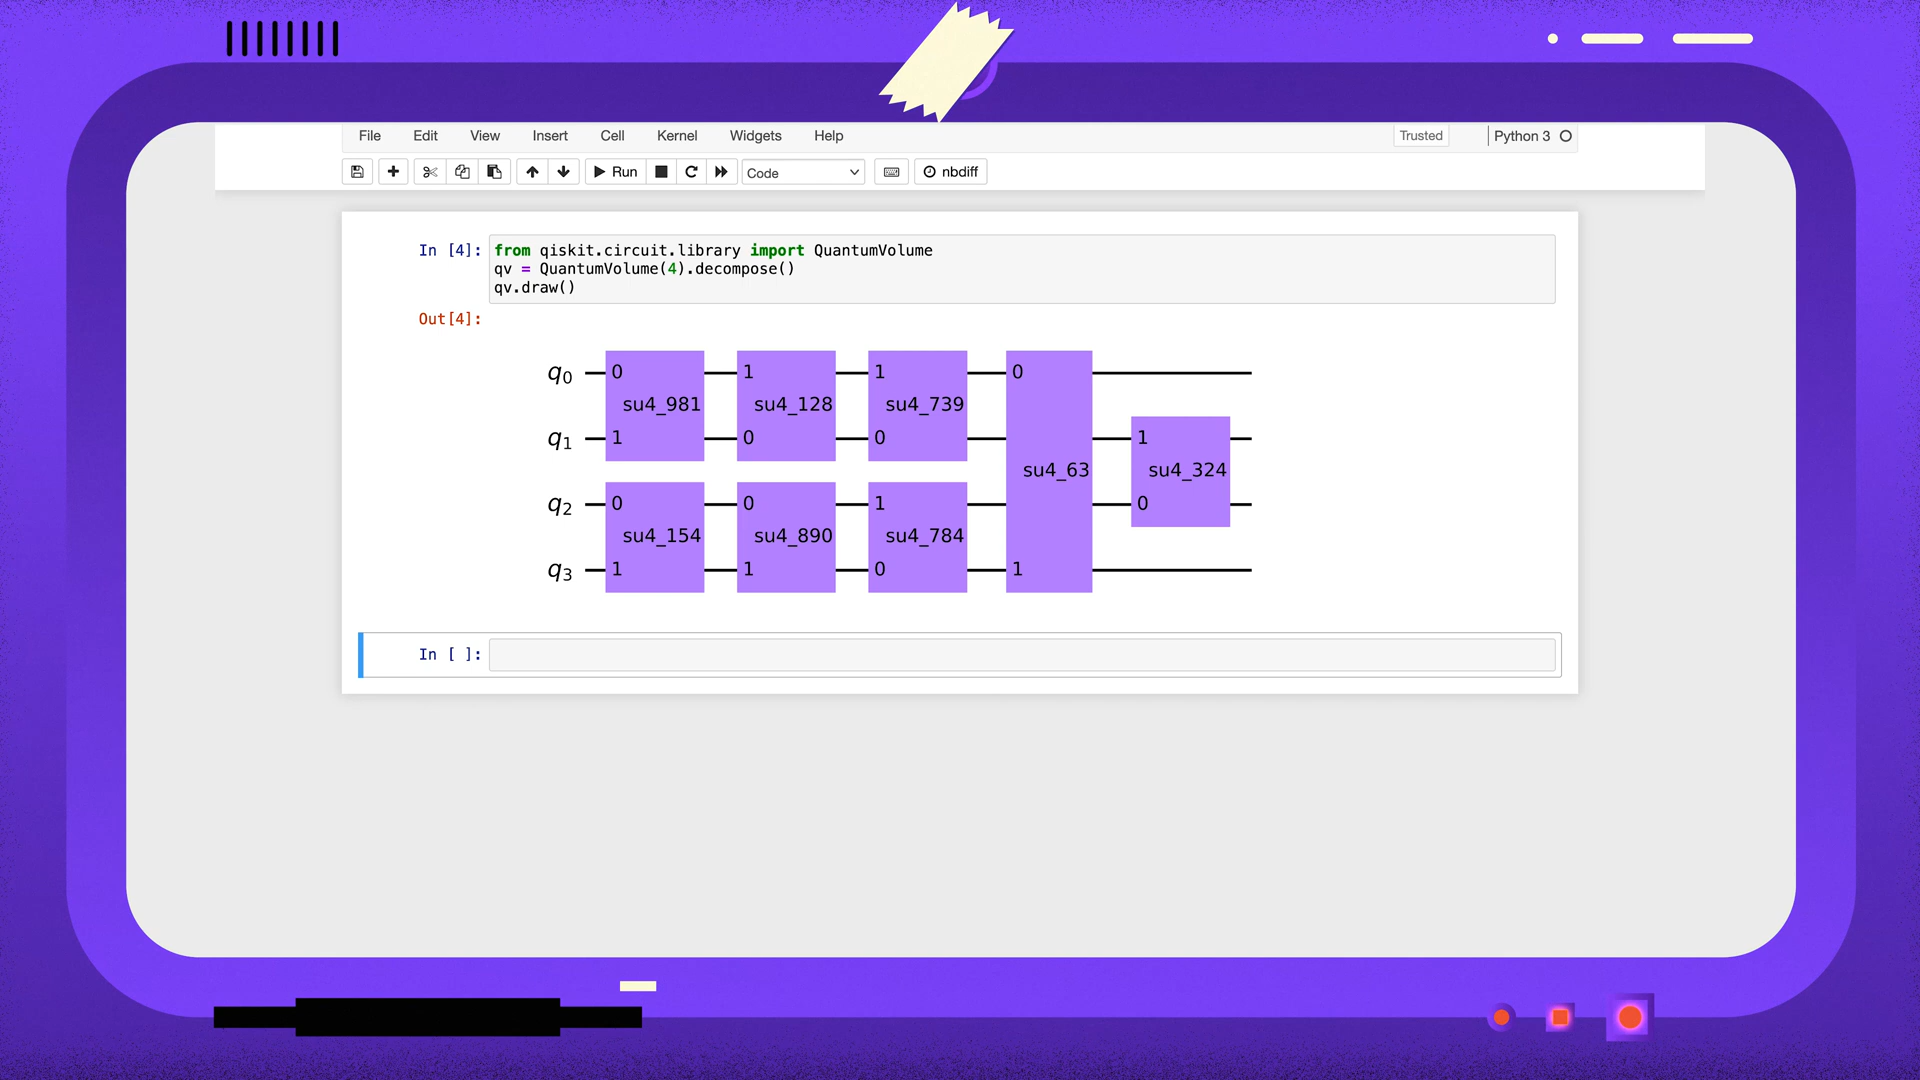 File Edit View Insert Cell Kernel Widgets Help Trusted Python 3
Run Code nbdiff
In [4]: from qiskit.circuit.library import QuantumVolume
qv = QuantumVolume(4).decompose()
qv.draw()
Out[4]:
q0 0 1 1 0
su4_981 su4_128 su4_739
q1 1 0 0 1
su4_63 su4_324
q2 0 0 1 0
su4_154 su4_890 su4_784
q3 1 1 0 1
In [ ]: